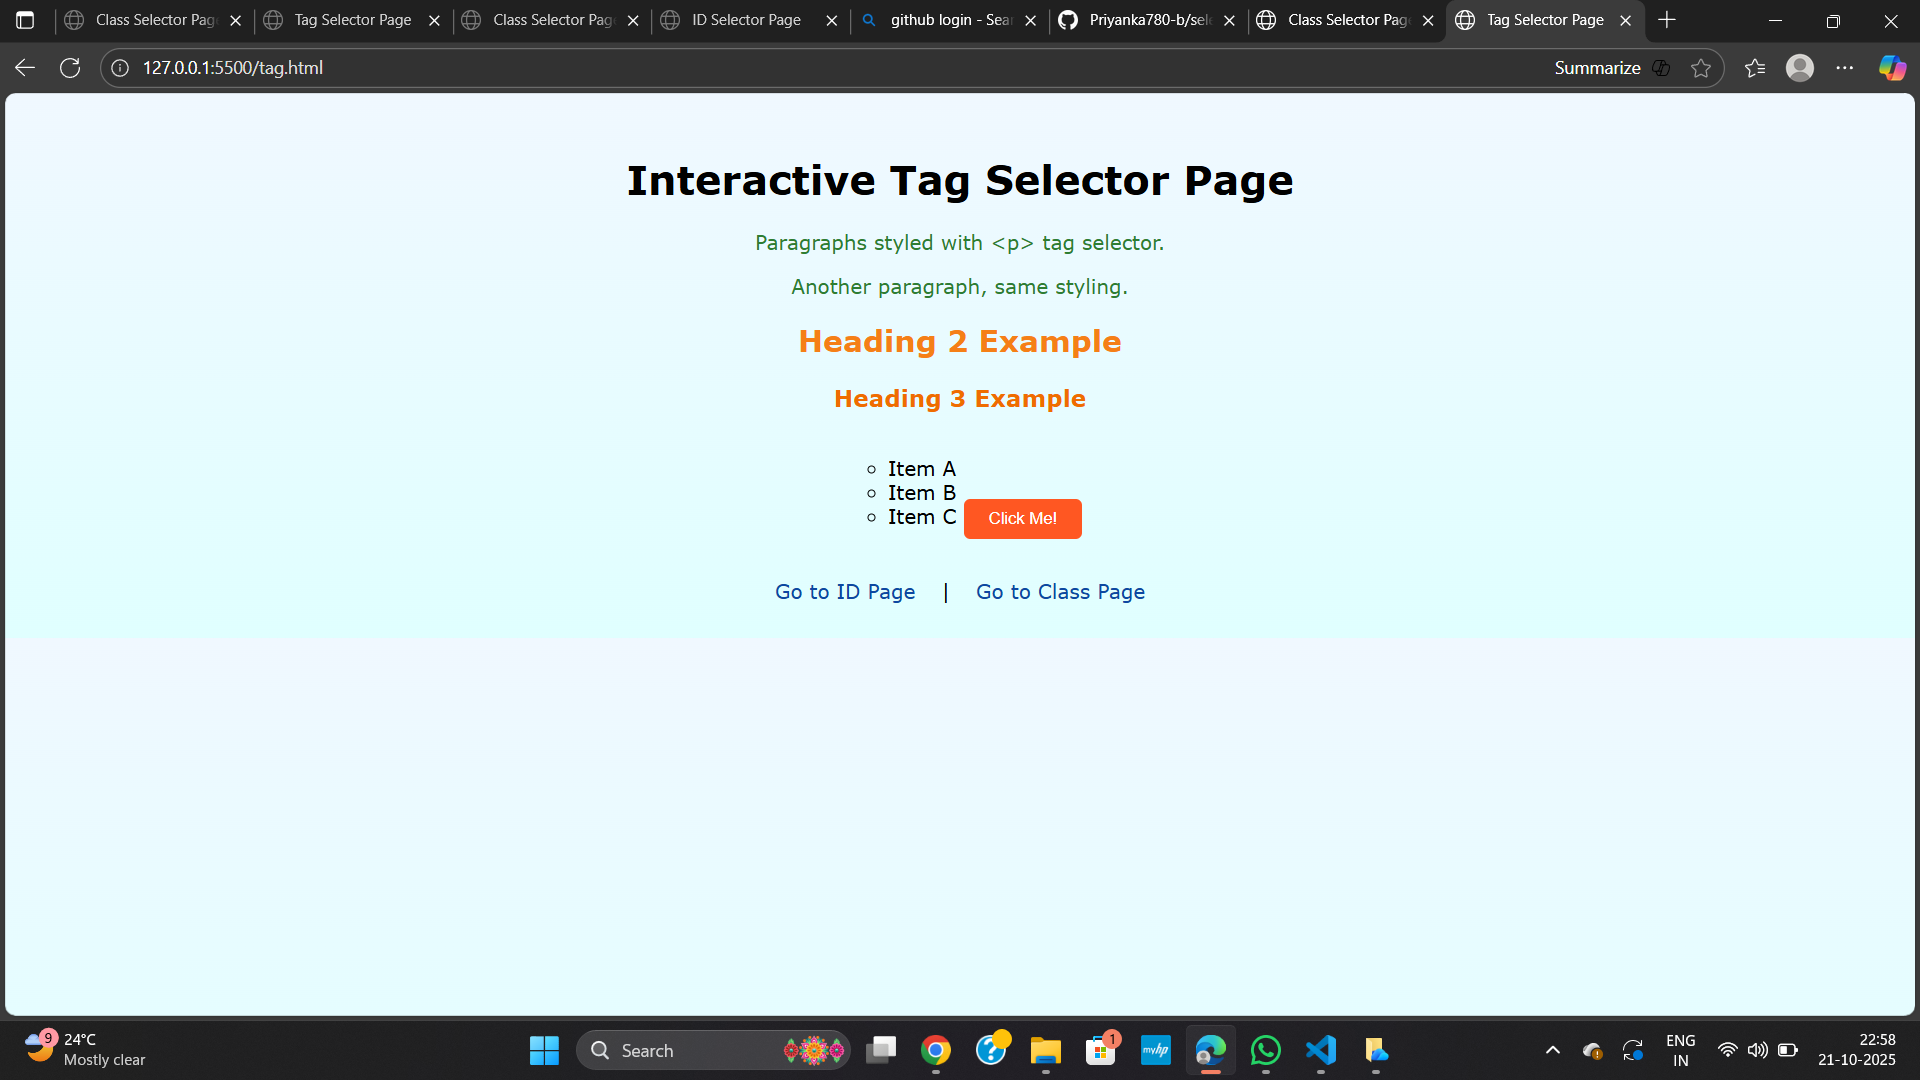 Class Selector Pag
Tag Selector Page
Class Selector Pag
ID Selector Page
github login - Sear
Priyanka780-b/sele
Class Selector Page
Tag Selector Page
127.0.0.1:5500/tag.html
Summarize
Interactive Tag Selector Page
Paragraphs styled with <p> tag selector.
Another paragraph, same styling.
Heading 2 Example
Heading 3 Example
Item A
Item B
Item C
Click Me!
Go to ID Page | Go to Class Page
9
24°C
Mostly clear
Search
1
myhp
ENG
IN
22:58
21-10-2025